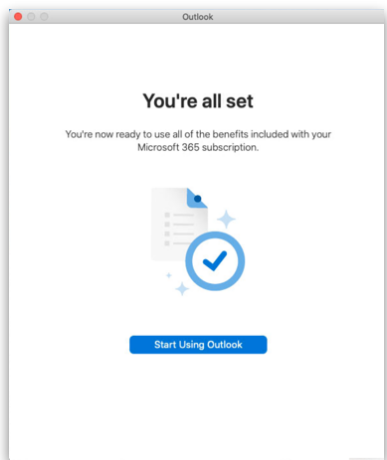 Outlook
You're all set
You're now ready to use all of the benefits included with your
Microsoft 365 subscription.
Start Using Outlook